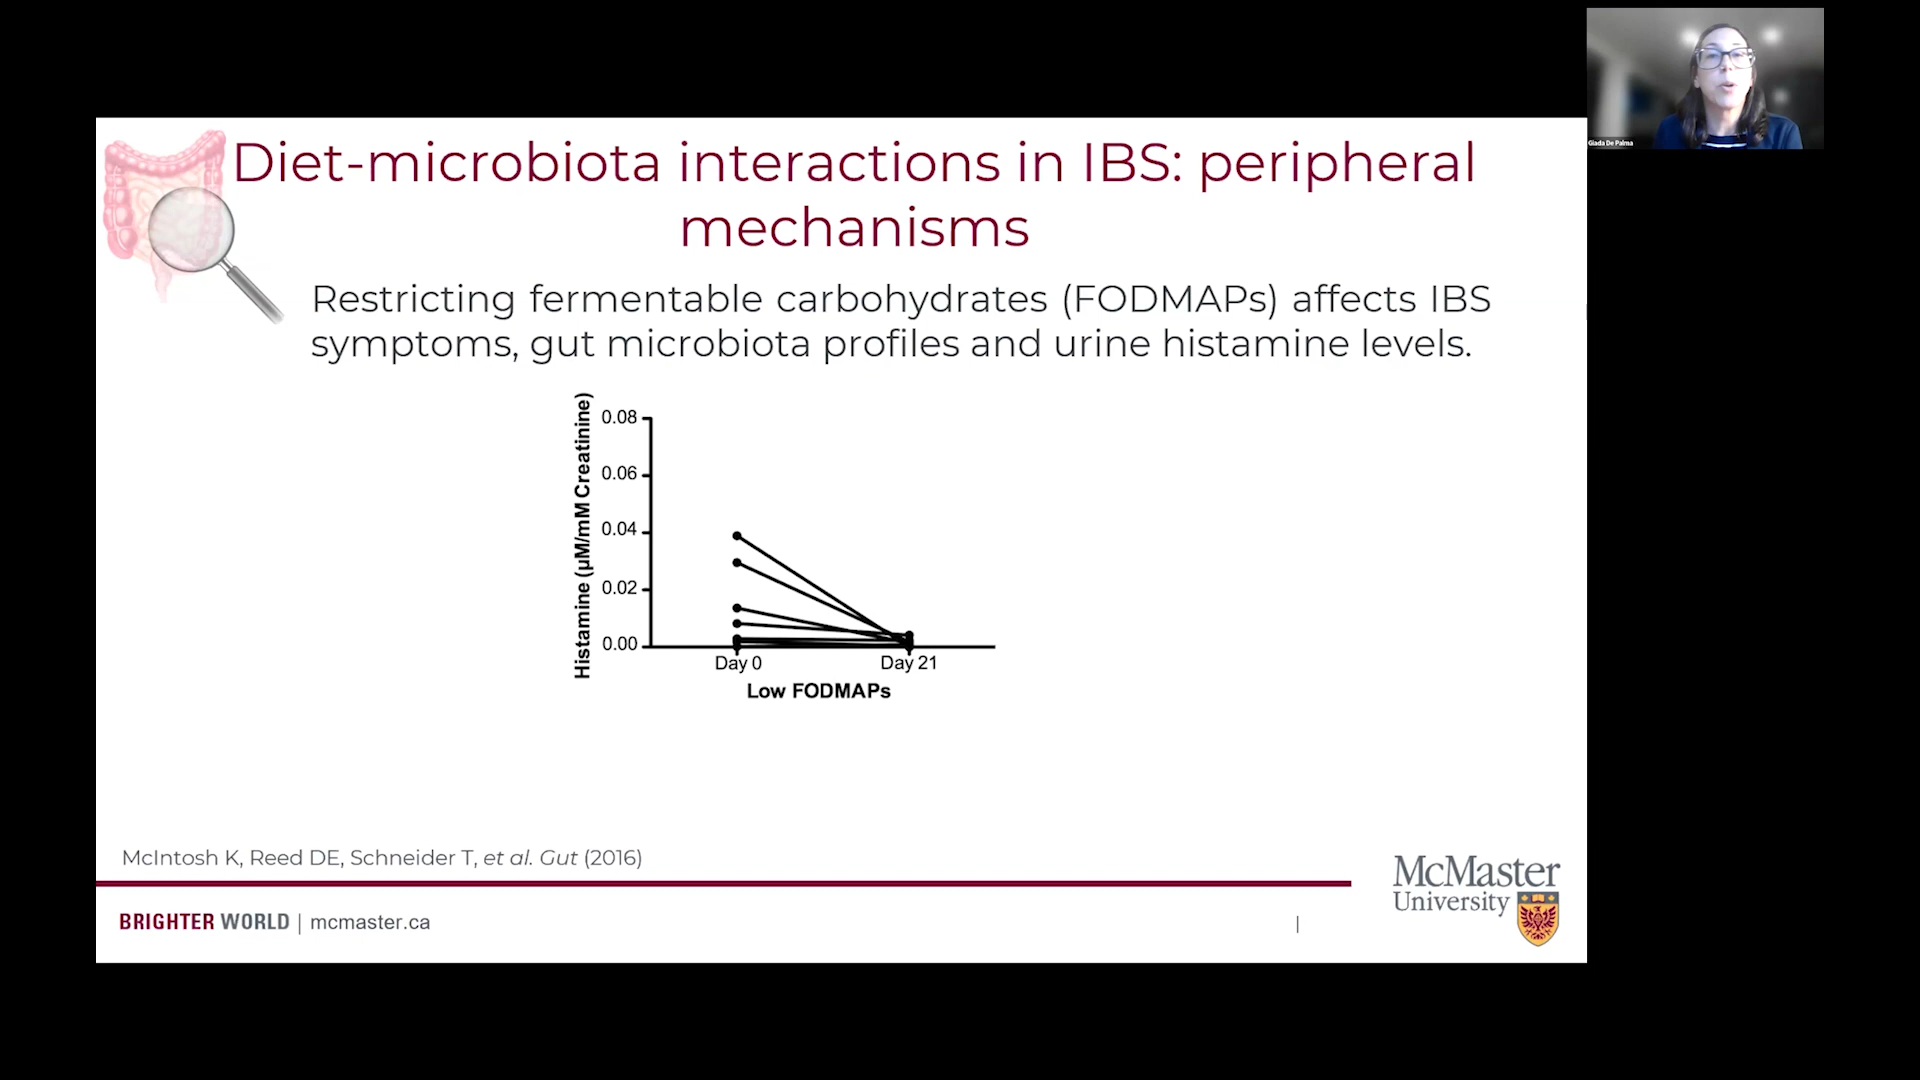 Giada De Palma
Diet-microbiota interactions in IBS: peripheral
mechanisms
Restricting fermentable carbohydrates (FODMAPs) affects IBS
symptoms, gut microbiota profiles and urine histamine levels.
Histamine (µM/mM Creatinine)
0.08
0.06
0.04
0.02
0.00
Day 0
Day 21
Low FODMAPs
McIntosh K, Reed DE, Schneider T, et al. Gut (2016)
BRIGHTER WORLD | mcmaster.ca
|
McMaster
University